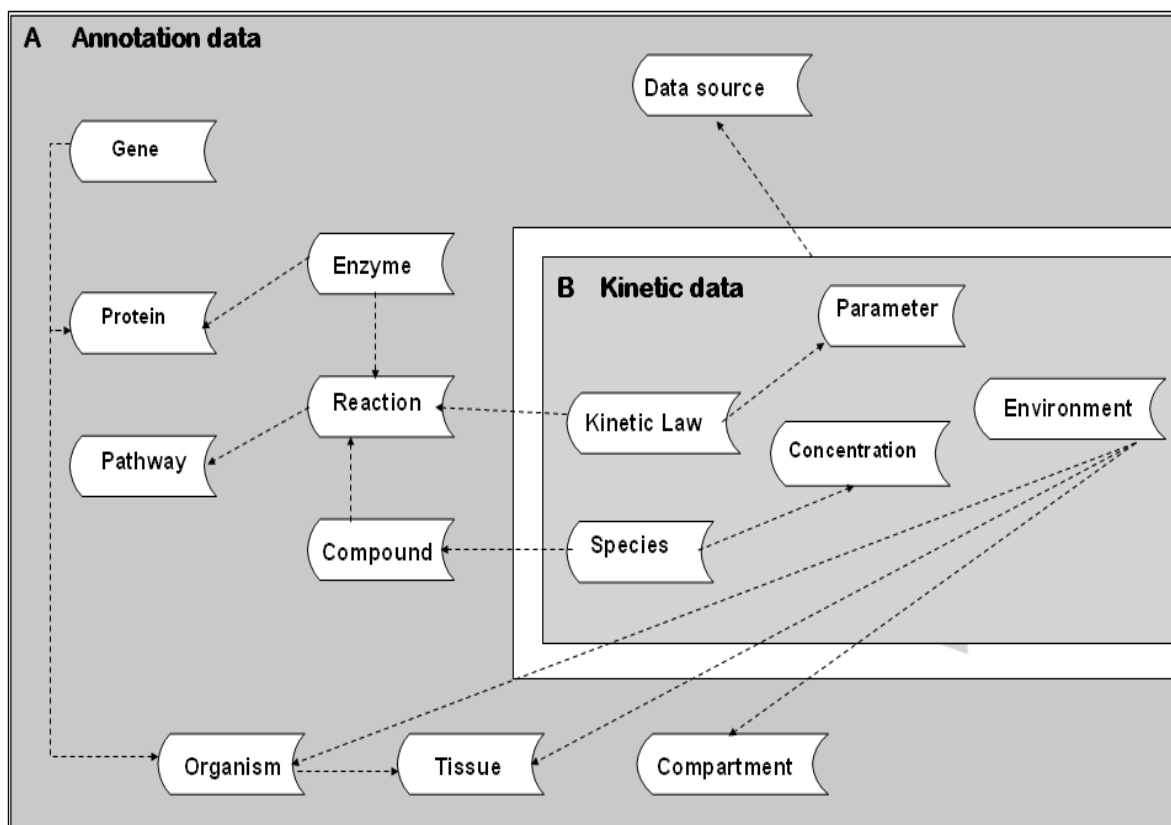 A Annotation data
Data source
Gene
Enzyme
B Kinetic data
Protein
Parameter
Reaction
Kinetic Law
Environment
Pathway
Concentration
Compound
Species
Organism
Tissue
Compartment